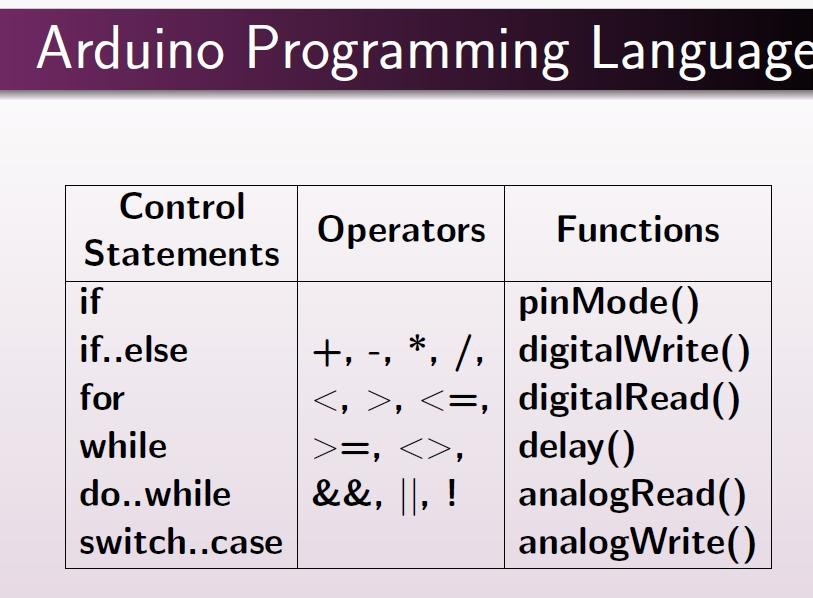 Arduino Programming Language
Control
Statements
Operators
Functions
if
if..else
for
while
do..while
switch..case
+, -, *, /,
<, >, <=,
>=, <>,
&&, ||, !
pinMode()
digitalWrite()
digitalRead()
delay()
analogRead()
analogWrite()